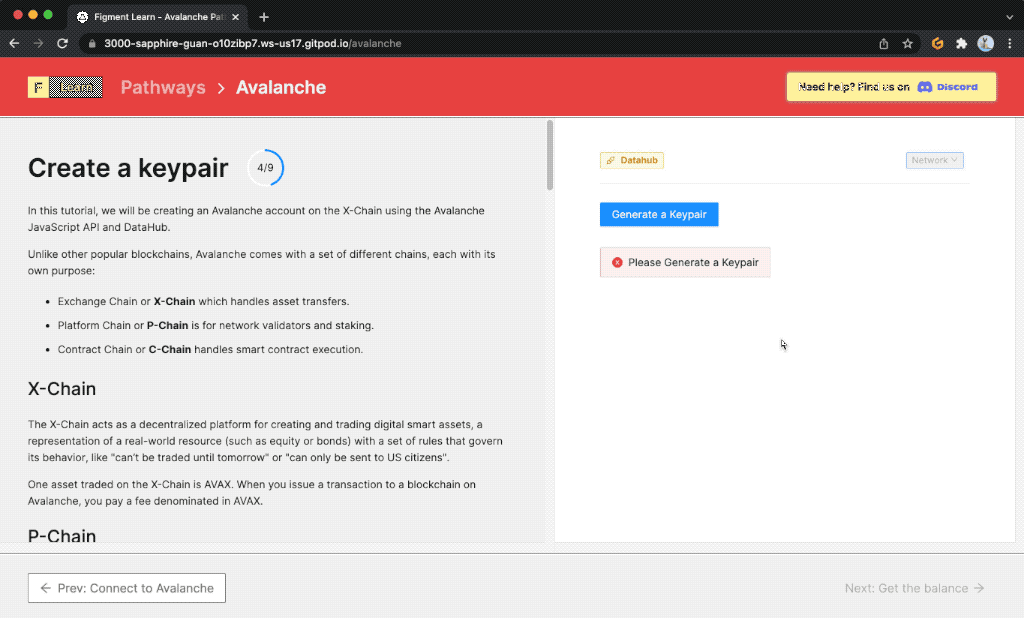 Figment Learn - Avalanche Pat
3000-sapphire-guan-o10zibp7.ws-us17.gitpod.io/avalanche
F Learn
Pathways > Avalanche
Need help? Find us on Discord
Create a keypair
4/9
In this tutorial, we will be creating an Avalanche account on the X-Chain using the Avalanche
JavaScript API and DataHub.
Unlike other popular blockchains, Avalanche comes with a set of different chains, each with its
own purpose:
• Exchange Chain or X-Chain which handles asset transfers.
• Platform Chain or P-Chain is for network validators and staking.
• Contract Chain or C-Chain handles smart contract execution.
X-Chain
The X-Chain acts as a decentralized platform for creating and trading digital smart assets, a
representation of a real-world resource (such as equity or bonds) with a set of rules that govern
its behavior, like "can't be traded until tomorrow" or "can only be sent to US citizens".
One asset traded on the X-Chain is AVAX. When you issue a transaction to a blockchain on
Avalanche, you pay a fee denominated in AVAX.
P-Chain
Datahub
Network
Generate a Keypair
Please Generate a Keypair
← Prev: Connect to Avalanche
Next: Get the balance →